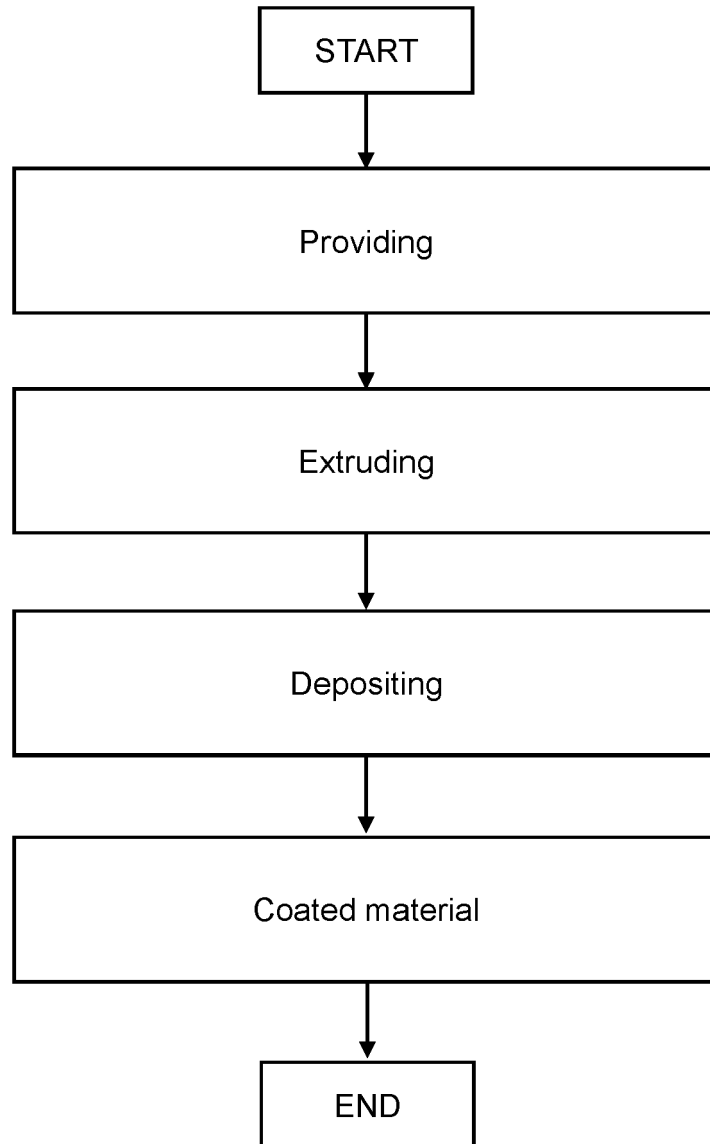 START
Providing
Extruding
Depositing
Coated material
END